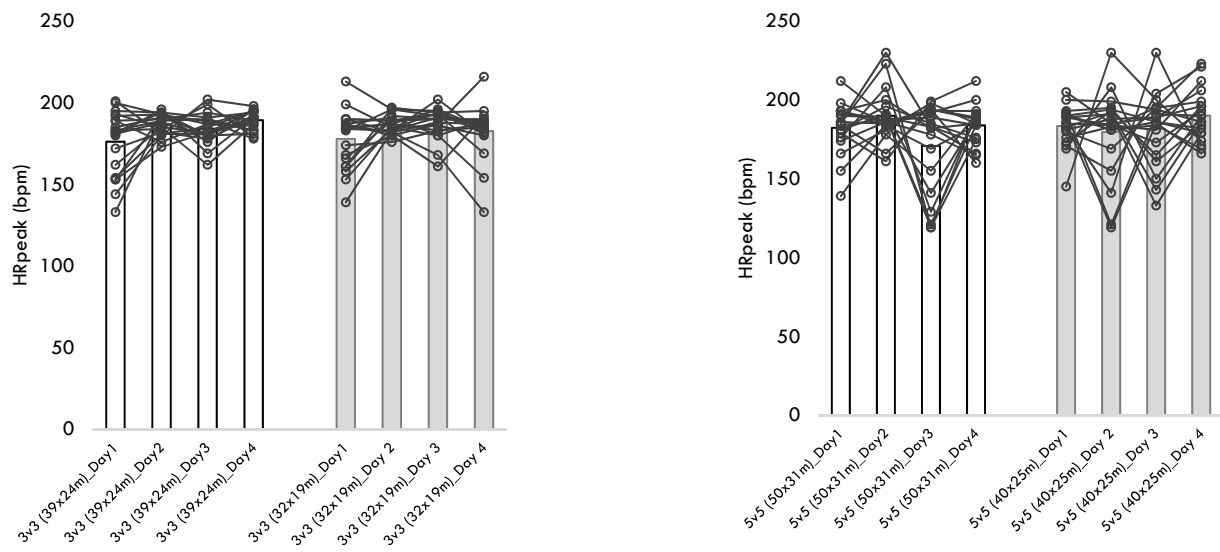 250
200
150
100
50
0
HRpeak (bpm)
3v3 (39x24m)_Day1
3v3 (39x24m)_Day2
3v3 (39x24m)_Day3
3v3 (39x24m)_Day4
3v3 (32x19m)_Day1
3v3 (32x19m)_Day 2
3v3 (32x19m)_Day 3
3v3 (32x19m)_Day 4
250
200
150
100
50
0
HRpeak (bpm)
5v5 (50x31m)_Day1
5v5 (50x31m)_Day2
5v5 (50x31m)_Day3
5v5 (50x31m)_Day4
5v5 (40x25m)_Day1
5v5 (40x25m)_Day 2
5v5 (40x25m)_Day 3
5v5 (40x25m)_Day 4